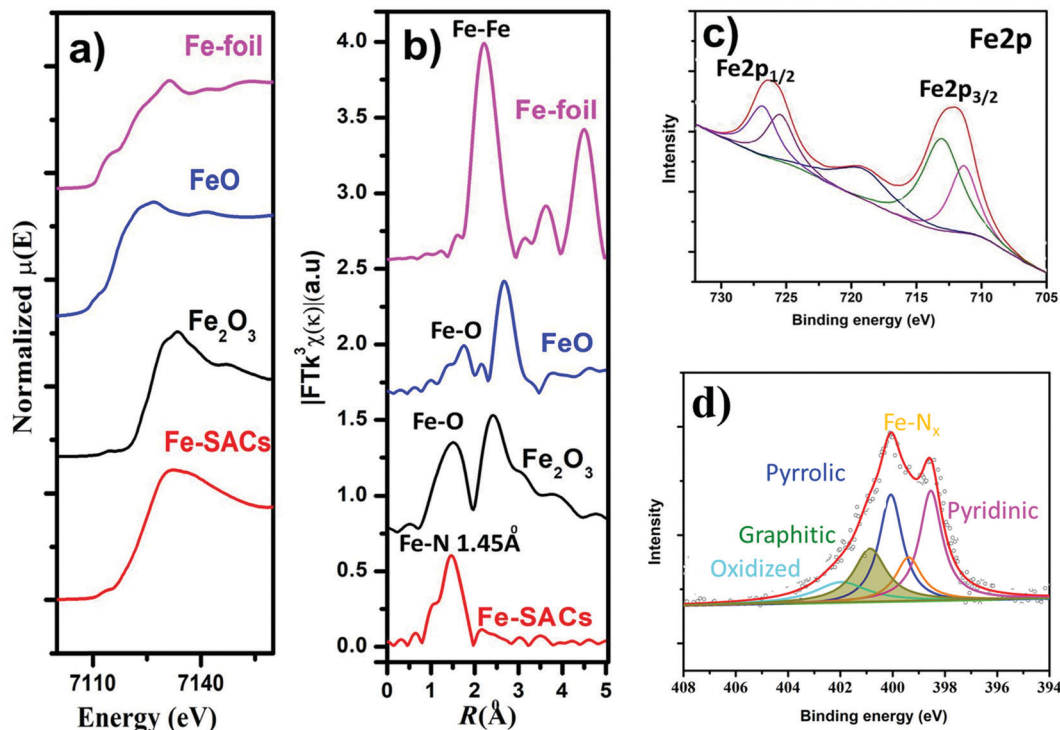 a)
Fe-foil
FeO
Fe2O3
Fe-SACs
Normalized μ(E)
7110 7140
Energy (eV)
b)
Fe-Fe
Fe-foil
Fe-O
FeO
Fe-O
Fe2O3
Fe-N 1.45Å
Fe-SACs
|FTk³χ(κ)|(a.u)
4.0
3.5
3.0
2.5
2.0
1.5
1.0
0.5
0.0
0 1 2 3 4 5
R(Å)
c)
Fe2p
Fe2p1/2
Fe2p3/2
Intensity
730 725 720 715 710 705
Binding energy (eV)
d)
Fe-Nx
Pyrrolic
Pyridinic
Graphitic
Oxidized
Intensity
408 406 404 402 400 398 396 394
Binding energy (eV)